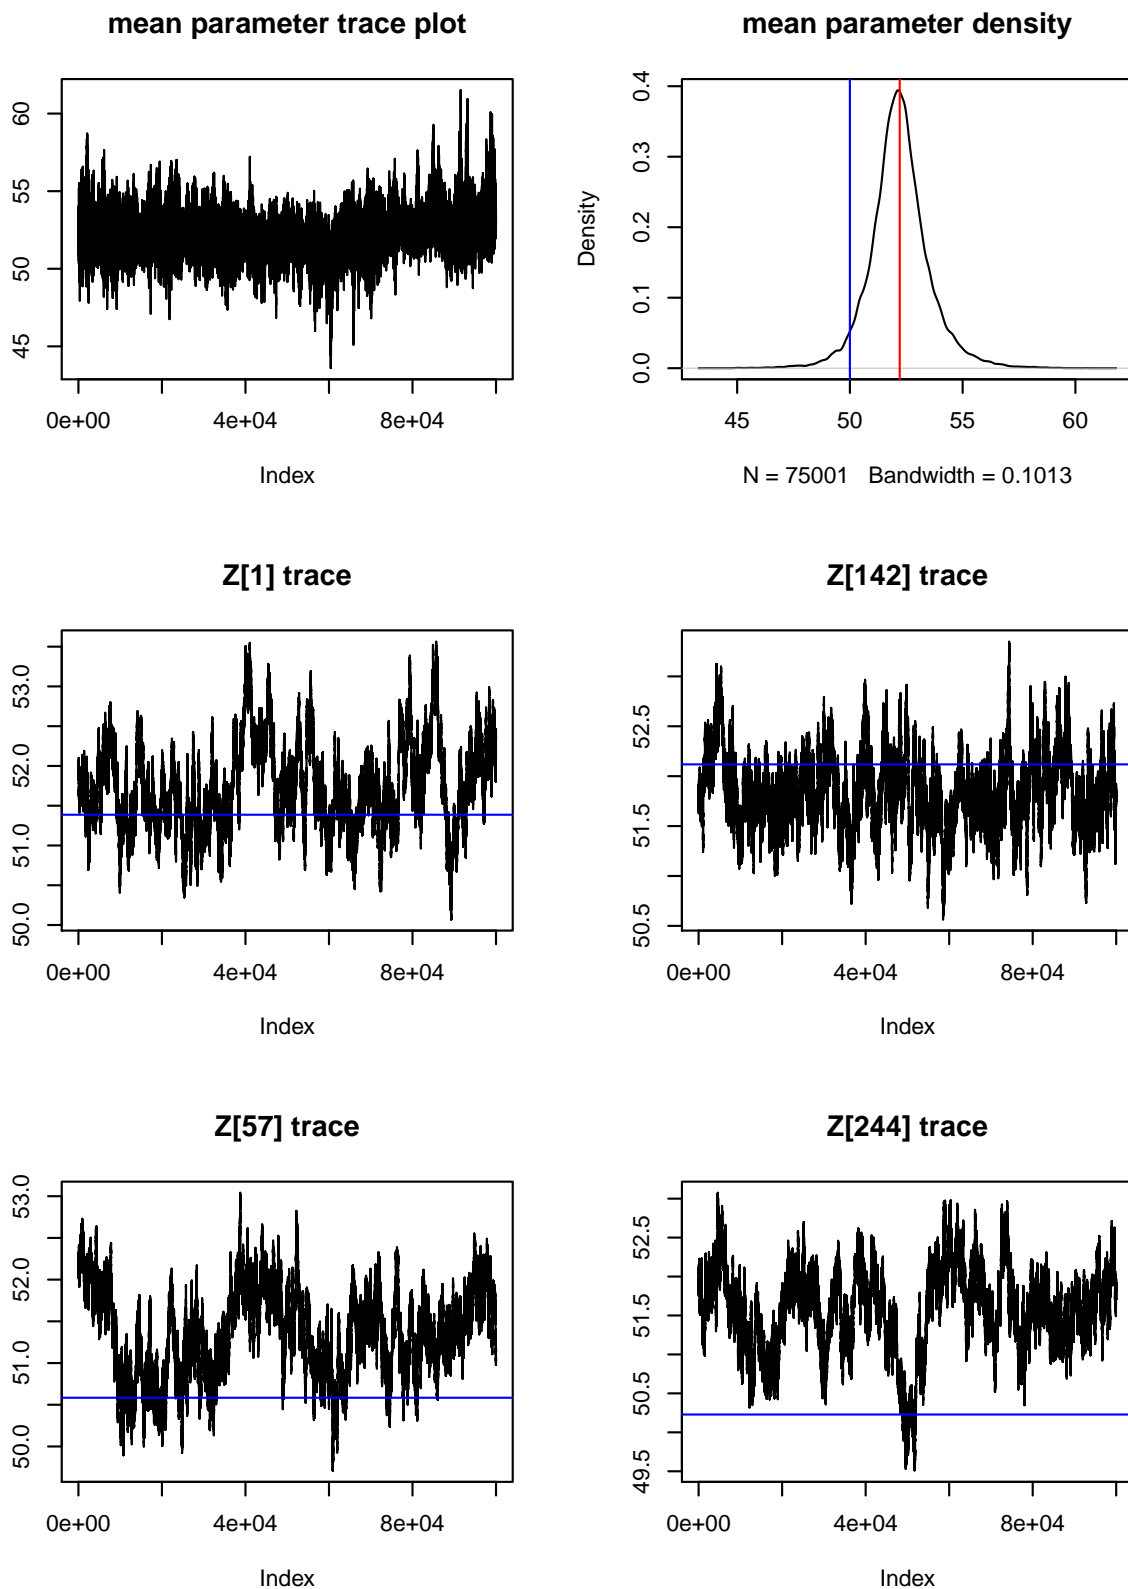 mean parameter trace plot
45 50 55 60
0e+00 4e+04 8e+04
Index
mean parameter density
Density
0.0 0.1 0.2 0.3 0.4
45 50 55 60
N = 75001 Bandwidth = 0.1013
Z[1] trace
50.0 51.0 52.0 53.0
0e+00 4e+04 8e+04
Index
Z[142] trace
50.5 51.5 52.5
0e+00 4e+04 8e+04
Index
Z[57] trace
50.0 51.0 52.0 53.0
0e+00 4e+04 8e+04
Index
Z[244] trace
49.5 50.5 51.5 52.5
0e+00 4e+04 8e+04
Index